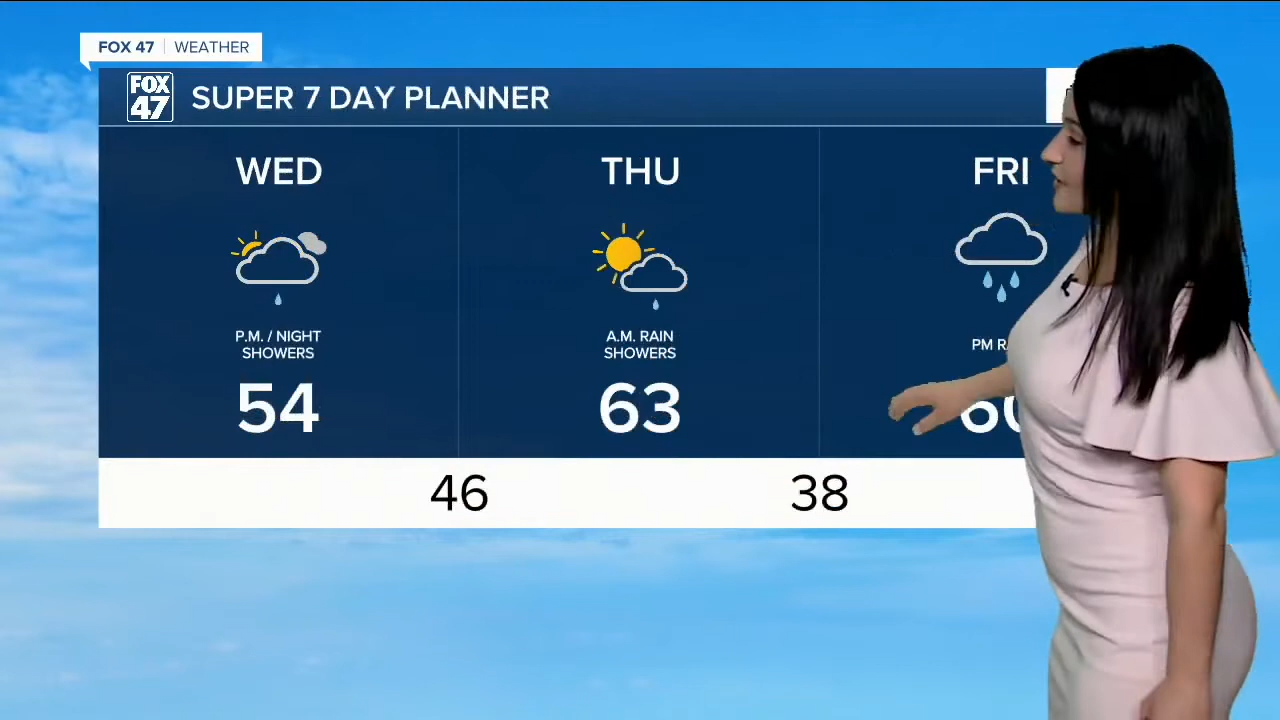 FOX 47 | WEATHER
FOX
47
SUPER 7 DAY PLANNER
WED
THU
FRI
P.M. / NIGHT
SHOWERS
A.M. RAIN
SHOWERS
PM
54
63
46
38